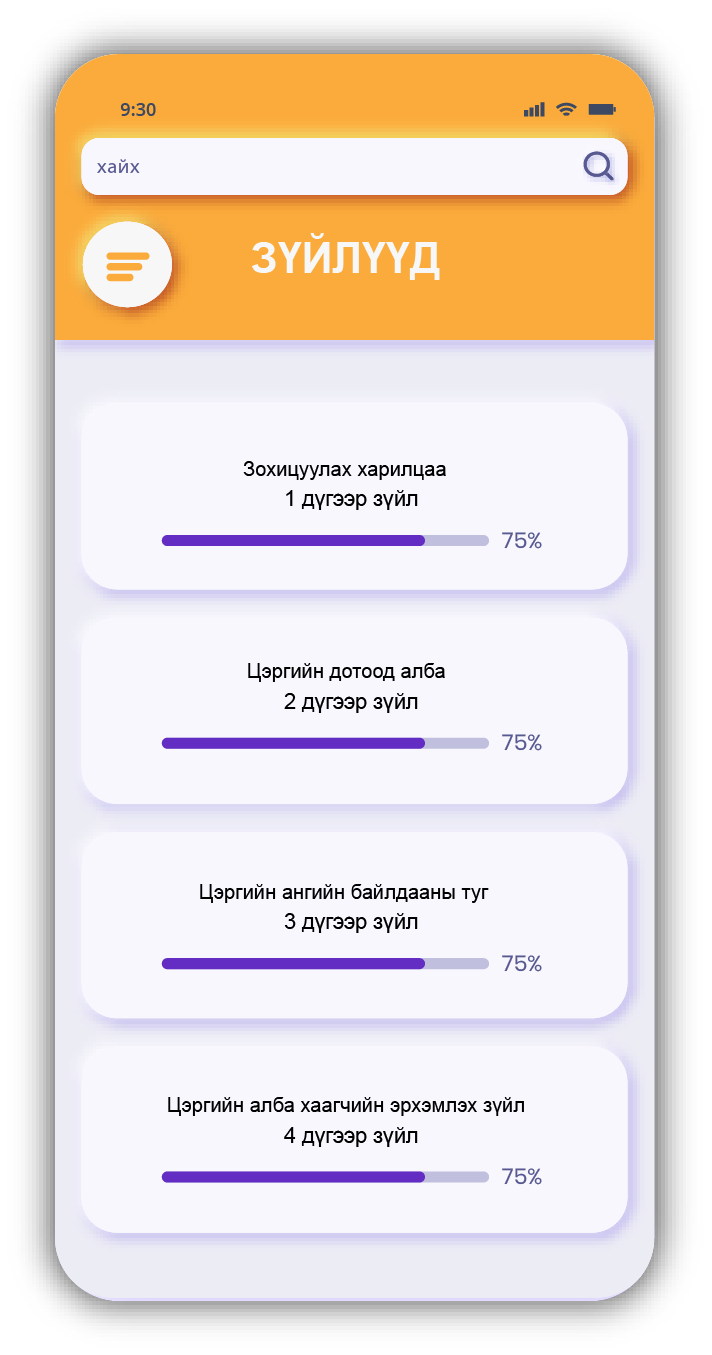 9:30
хайх
ЗҮЙЛҮҮД
Зохицуулах харилцаа
1 дүгээр зүйл
75%
Цэргийн дотоод алба
2 дүгээр зүйл
75%
Цэргийн ангийн байлдааны туг
3 дүгээр зүйл
75%
Цэргийн алба хаагчийн эрхэмлэх зүйл
4 дүгээр зүйл
75%